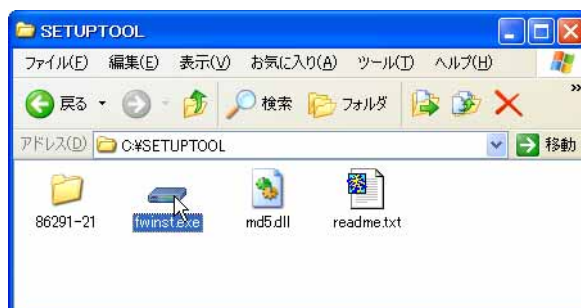 SETUPTOOL
ファイル(F) 編集(E) 表示(V) お気に入り(A) ツール(T) ヘルプ(H)
戻る 検索 フォルダ »
アドレス(D) C:¥SETUPTOOL 移動
86291-21 fwinst.exe md5.dll readme.txt